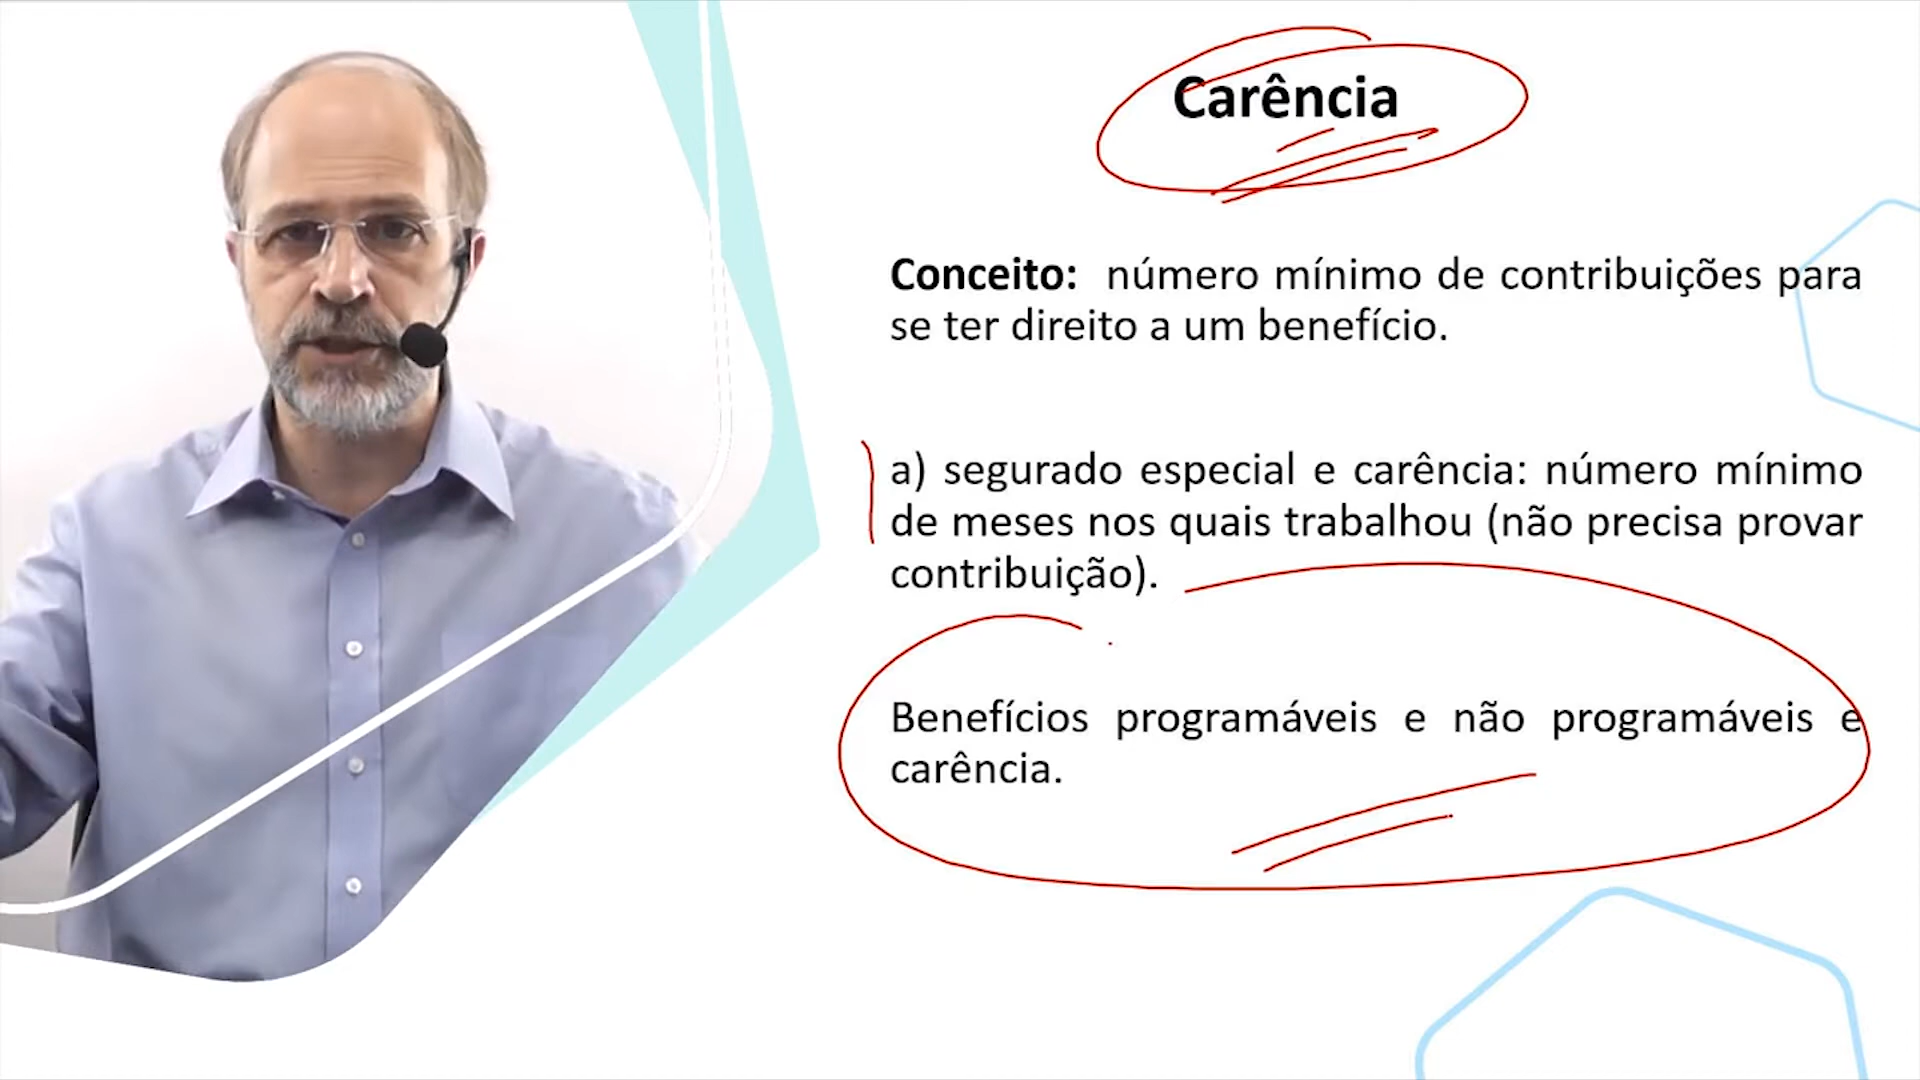 Carência
Conceito: número mínimo de contribuições para
se ter direito a um benefício.
a) segurado especial e carência: número mínimo
de meses nos quais trabalhou (não precisa provar
contribuição).
Benefícios programáveis e não programáveis e
carência.